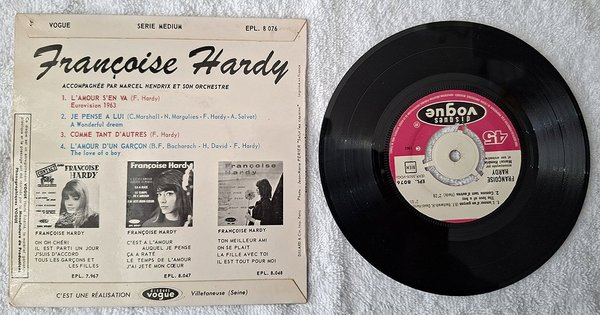 VOGUE SERIE MEDIUM EPL. 8 076
Françoise Hardy
ACCOMPAGNÉE PAR MARCEL HENDRIX ET SON ORCHESTRE
1. L'AMOUR S'EN VA (F. Hardy)
Eurovision 1963
2. JE PENSE A LUI (C. Marshall - N. Margulies - F. Hardy - A. Salvet)
A Wonderful dream
3. COMME TANT D'AUTRES (F. Hardy)
4. L'AMOUR D'UN GARÇON (B.F. Bacharach - H. David - F. Hardy)
The love of a boy
FRANÇOISE
HARDY
FRANÇOISE HARDY
OH OH CHÉRI
IL EST PARTI UN JOUR
J'SUIS D'ACCORD
TOUS LES GARÇONS ET
LES FILLES
EPL. 7.967
Françoise Hardy
FRANÇOISE HARDY
C'EST A L'AMOUR
AUQUEL JE PENSE
ÇA A RATÉ
LE TEMPS DE L'AMOUR
J'AI JETÉ MON CŒUR
EPL. 8.047
Francoise
Hardy
FRANÇOISE HARDY
TON MEILLEUR AMI
ON SE PLAIT
LA FILLE AVEC TOI
IL EST TOUT POUR MOI
EPL. 8.048
C'EST UNE RÉALISATION disques vogue Villetaneuse (Seine)
disques
vogue
45
EPL. 8076
FRANÇOISE
HARDY